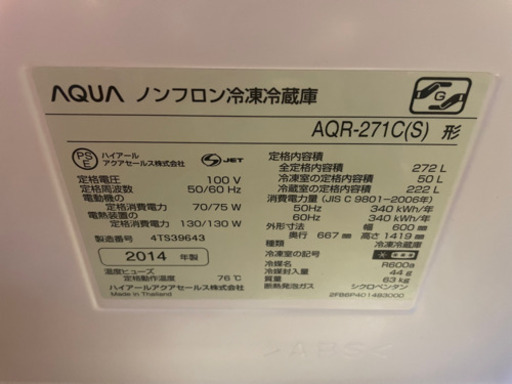 AQUA ノンフロン冷凍冷蔵庫
G
AQR-271C(S) 形
PS E
ハイアール
アクアセールス株式会社
S JET
定格電圧 100 V
定格周波数 50/60 Hz
電動機の
定格消費電力 70/75 W
電熱装置の
定格消費電力 130/130 W
製造番号 4TS39643
2014 年製
温度ヒューズ
定格動作温度 76℃
ハイアールアクアセールス株式会社
Made in Thailand
定格内容積
全定格内容積 272 L
冷凍室の定格内容積 50 L
冷蔵室の定格内容積 222 L
消費電力量(JIS C 9801-2006年)
50Hz 340 kWh/年
60Hz 340 kWh/年
幅 600 mm
奥行 667 mm 高さ 1419 mm
種類 冷凍冷蔵庫
冷凍室の記号
冷媒名 R600a
冷媒封入量 44 g
質量 63 kg
断熱発泡ガス シクロペンタン